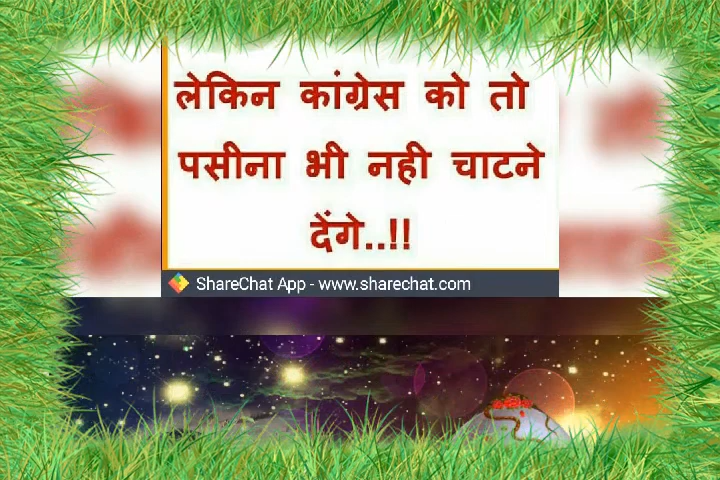 लेकिन कांग्रेस को तो
पसीना भी नही चाटने
देंगे..!!
ShareChat App - www.sharechat.com